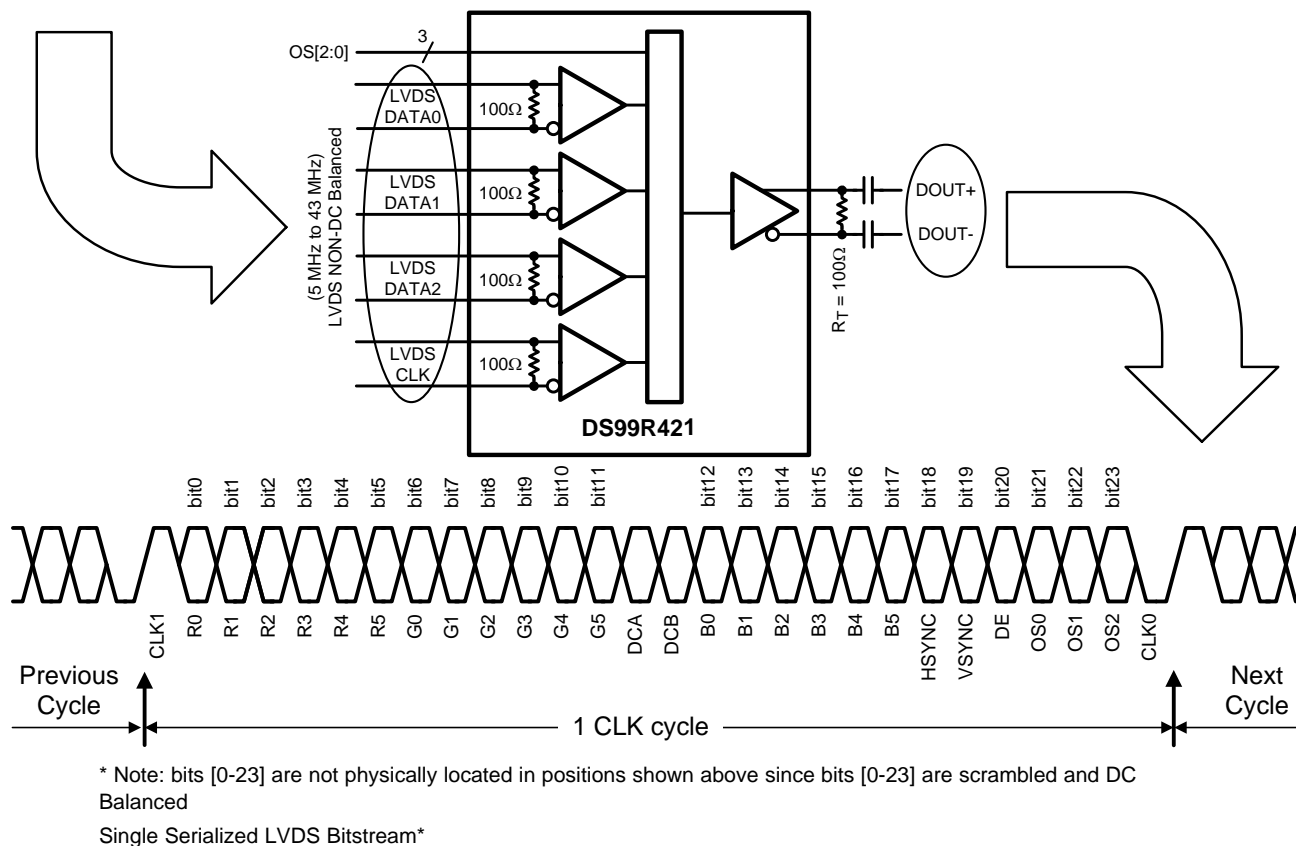 OS[2:0]
3
LVDS
DATA0
100Ω
LVDS
DATA1
100Ω
LVDS
DATA2
100Ω
LVDS
CLK
100Ω
(5 MHz to 43 MHz)
LVDS NON-DC Balanced
DS99R421
RT = 100Ω
DOUT+
DOUT-
bit0 bit1 bit2 bit3 bit4 bit5 bit6 bit7 bit8 bit9 bit10 bit11 bit12 bit13 bit14 bit15 bit16 bit17 bit18 bit19 bit20 bit21 bit22 bit23
CLK1 R0 R1 R2 R3 R4 R5 G0 G1 G2 G3 G4 G5 DCA DCB B0 B1 B2 B3 B4 B5 HSYNC VSYNC DE OS0 OS1 OS2 CLK0
Previous
Cycle
1 CLK cycle
Next
Cycle
* Note: bits [0-23] are not physically located in positions shown above since bits [0-23] are scrambled and DC
Balanced
Single Serialized LVDS Bitstream*